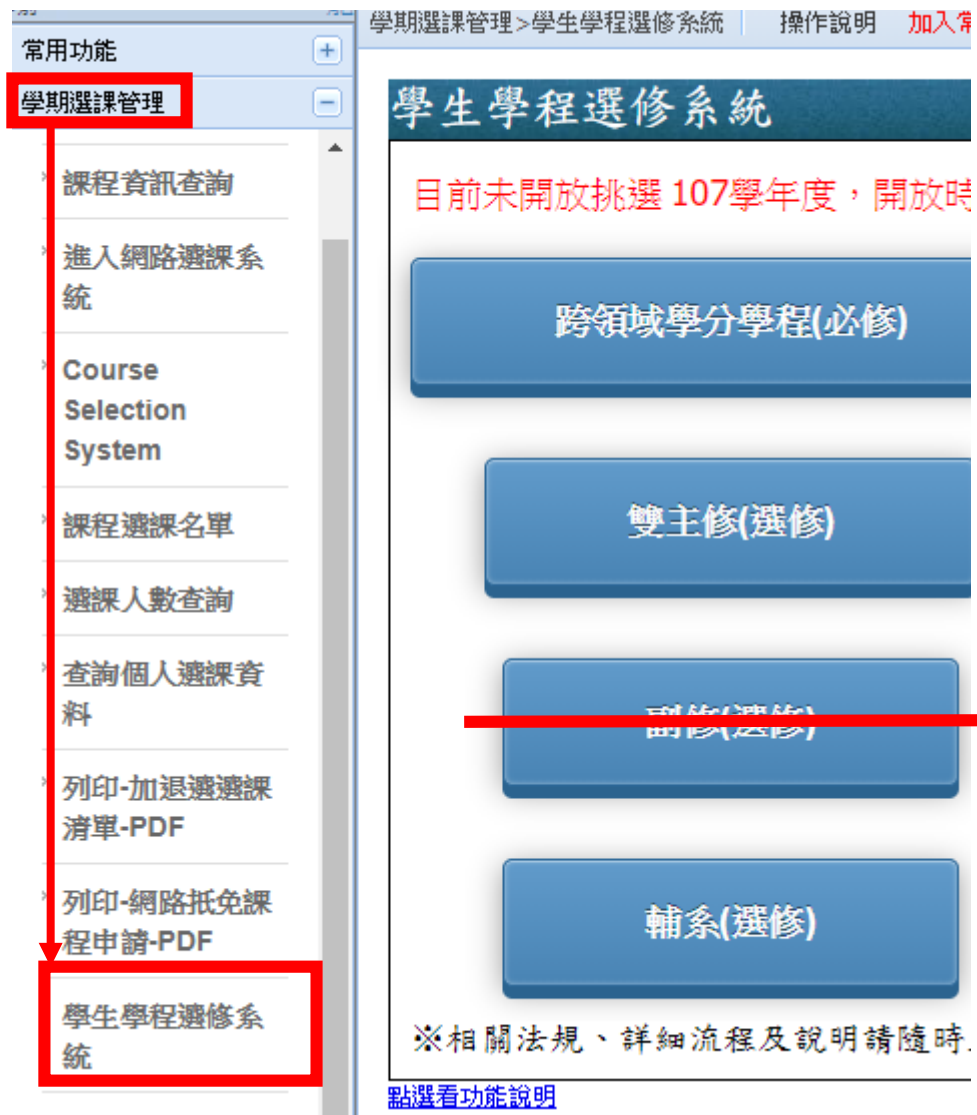 常用功能
學期選課管理
課程資訊查詢
進入網路選課系
統
Course
Selection
System
課程選課名單
選課人數查詢
查詢個人選課資
料
列印-加退選選課
清單-PDF
列印-網路抵免課
程申請-PDF
學生學程選修系
統
學期選課管理>學生學程選修系統 操作說明 加入常
學生學程選修系統
目前未開放挑選 107學年度，開放時
跨領域學分學程(必修)
雙主修(選修)
副修(選修)
輔系(選修)
※相關法規、詳細流程及說明請隨時
點選看功能說明